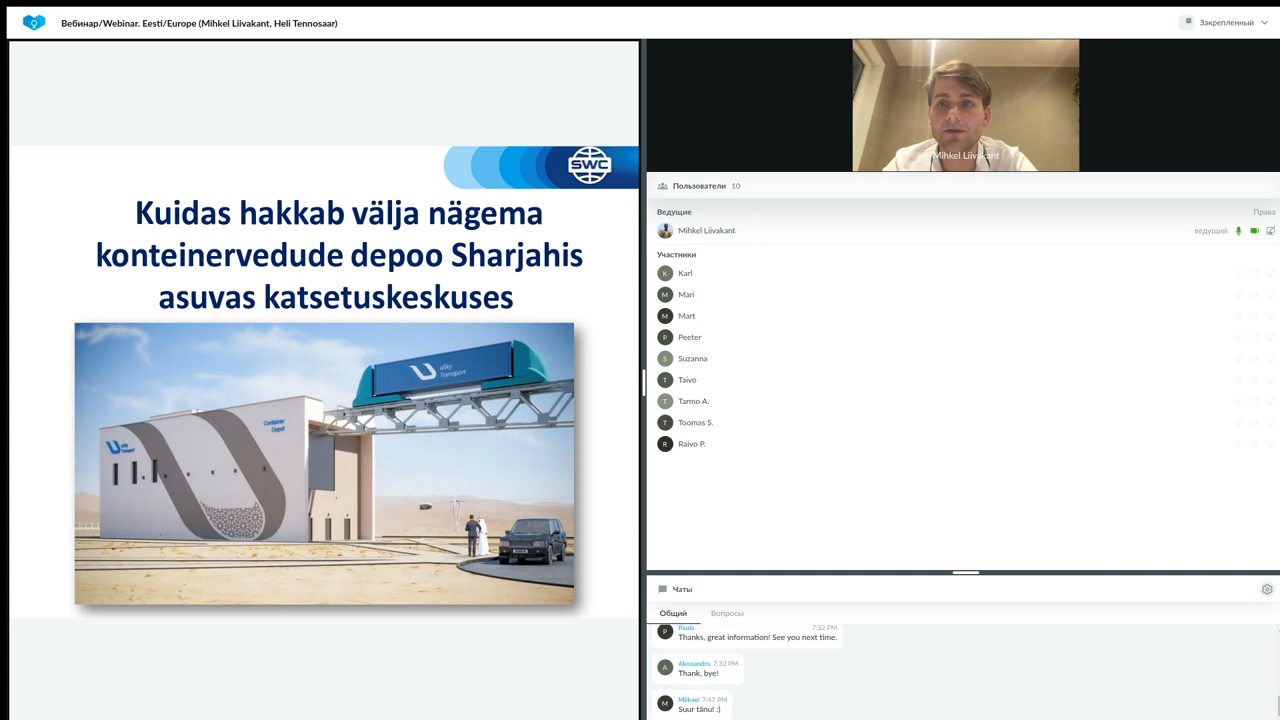 Вебинар/Webinar. Eesti/Europe (Mihkel Liivakant, Heli Tennosaar)
Закрепленный
SWC
Kuidas hakkab välja nägema
konteinervedude depoo Sharjahis
asuvas katsetuskeskuses
uSky
Transport
Container
Depot
uSky
Transport
Mihkel Liivakant
Пользователи 10
Ведущие
Права
Mihkel Liivakant
ведущий
Участники
K Karl
M Mari
M Mart
P Peeter
S Suzanna
T Taivo
T Tarmo A.
T Toomas S.
R Raivo P.
Чаты
Общий
Вопросы
P Paula 7:32 PM
Thanks, great information! See you next time.
A Alessandro 7:32 PM
Thank, bye!
M Miikael 7:47 PM
Suur tänu! :)